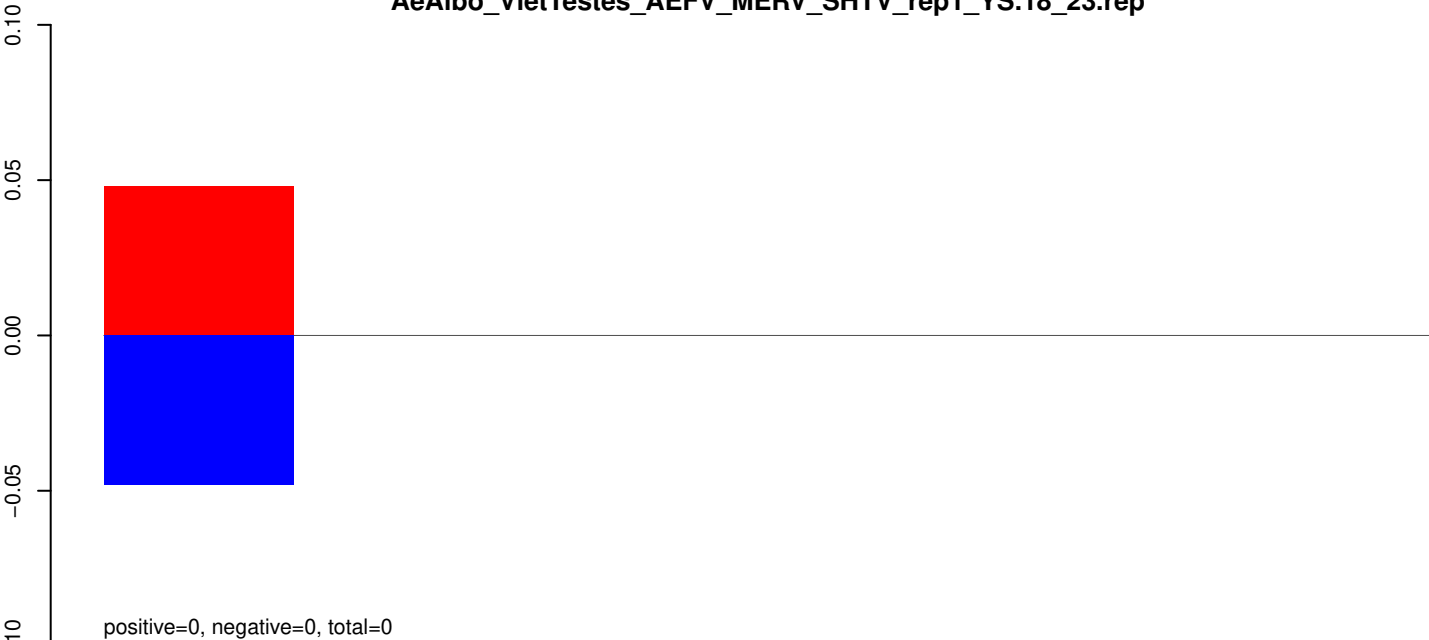 AeAlbo_VietTestes_AEFV_MERV_SHTV_rep1_YS.18_23.rep
0.10
0.05
0.00
−0.05
positive=0, negative=0, total=0